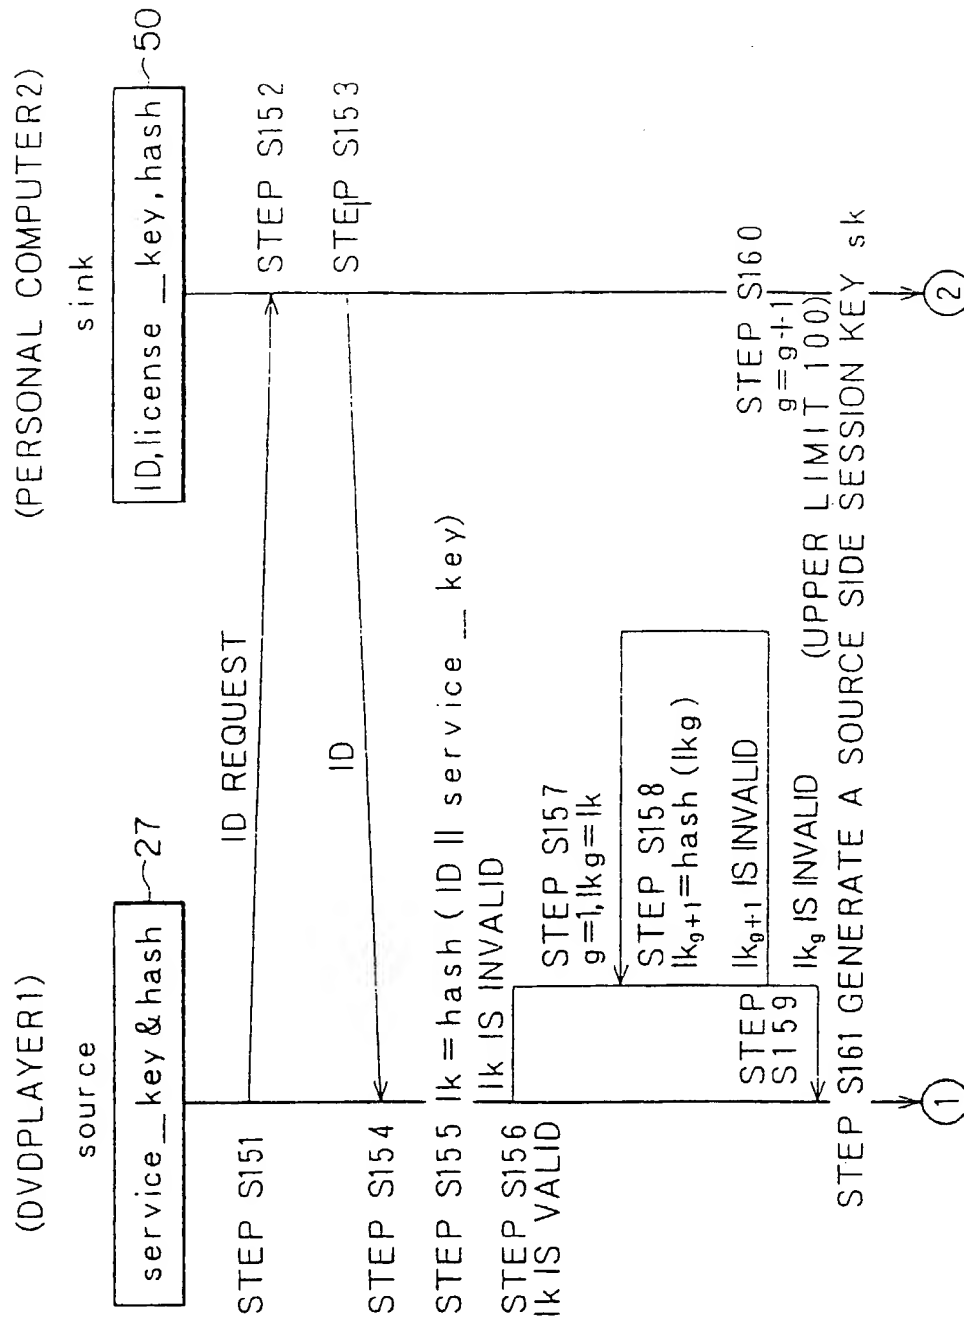 (DVDPLAYER1)
source
service__key & hash
27
(PERSONAL COMPUTER2)
sink
ID,license__key,hash
50
STEP S151
ID REQUEST
STEP S152
ID
STEP S153
STEP S154
STEP S155
lk=hash (ID || service__key)
lk IS INVALID
STEP S156
lk IS VALID
STEP S157
g=1,lkg=lk
STEP S158
lkg+1=hash (lkg)
lkg+1 IS INVALID
STEP
S159
lkg IS INVALID
STEP S160
g=g+1
(UPPER LIMIT 100)
STEP S161 GENERATE A SOURCE SIDE SESSION KEY sk
1
2